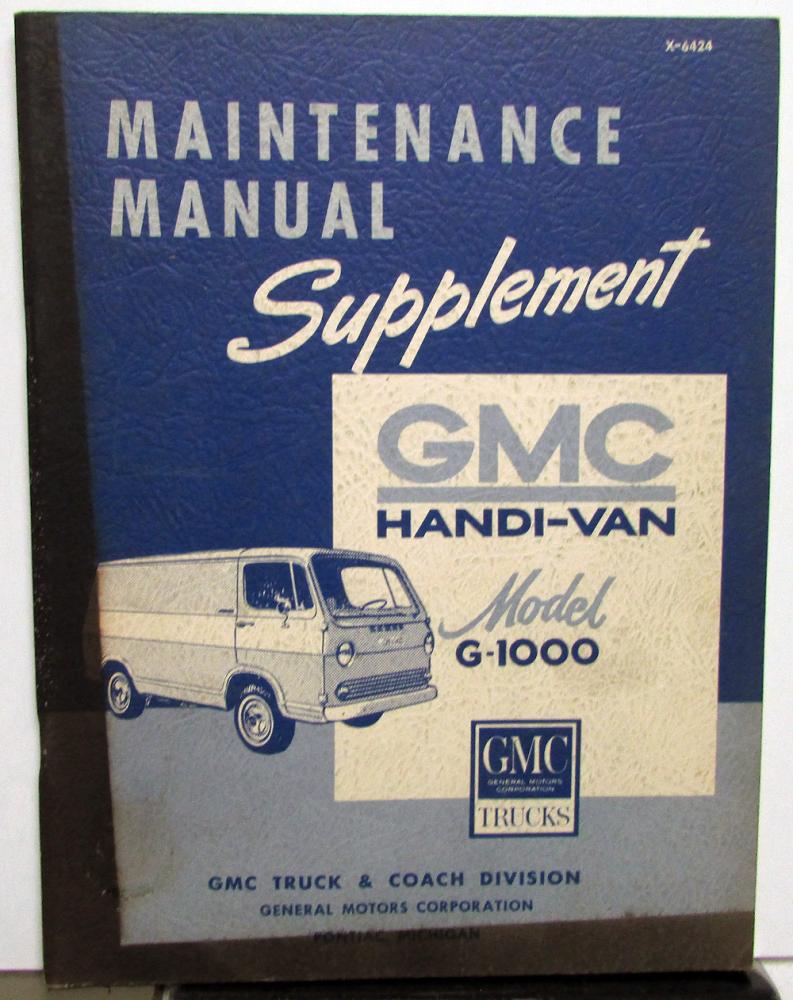 X-6424
MAINTENANCE
MANUAL
Supplement
GMC
HANDI-VAN
Model
G-1000
GMC
GENERAL MOTORS
CORPORATION
TRUCKS
GMC TRUCK & COACH DIVISION
GENERAL MOTORS CORPORATION
PONTIAC, MICHIGAN